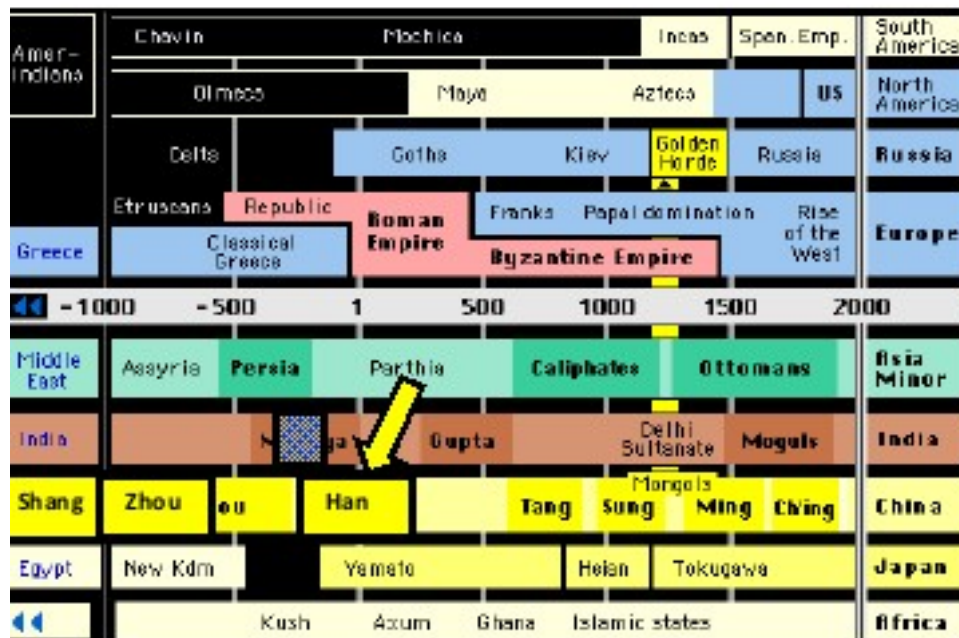 Amer-
indians
Chavin Mochica Incas Span. Emp. South
America
Olmecs Maya Aztecs US North
America
Celts Goths Kiev Golden
Horde Russia Russia
Etruscans Republic Roman
Empire Franks Papal domination Rise
of the
West Europe
Greece Classical
Greece Byzantine Empire
-1000 -500 1 500 1000 1500 2000
Middle
East Assyria Persia Parthia Caliphates Ottomans Asia
Minor
India Gupta Delhi
Sultanate Moguls India
Shang Zhou ou Han Tang Sung Mongols Ming Ch'ing China
Egypt New Kdm Yamato Heian Tokugawa Japan
Kush Axum Ghana Islamic states Africa